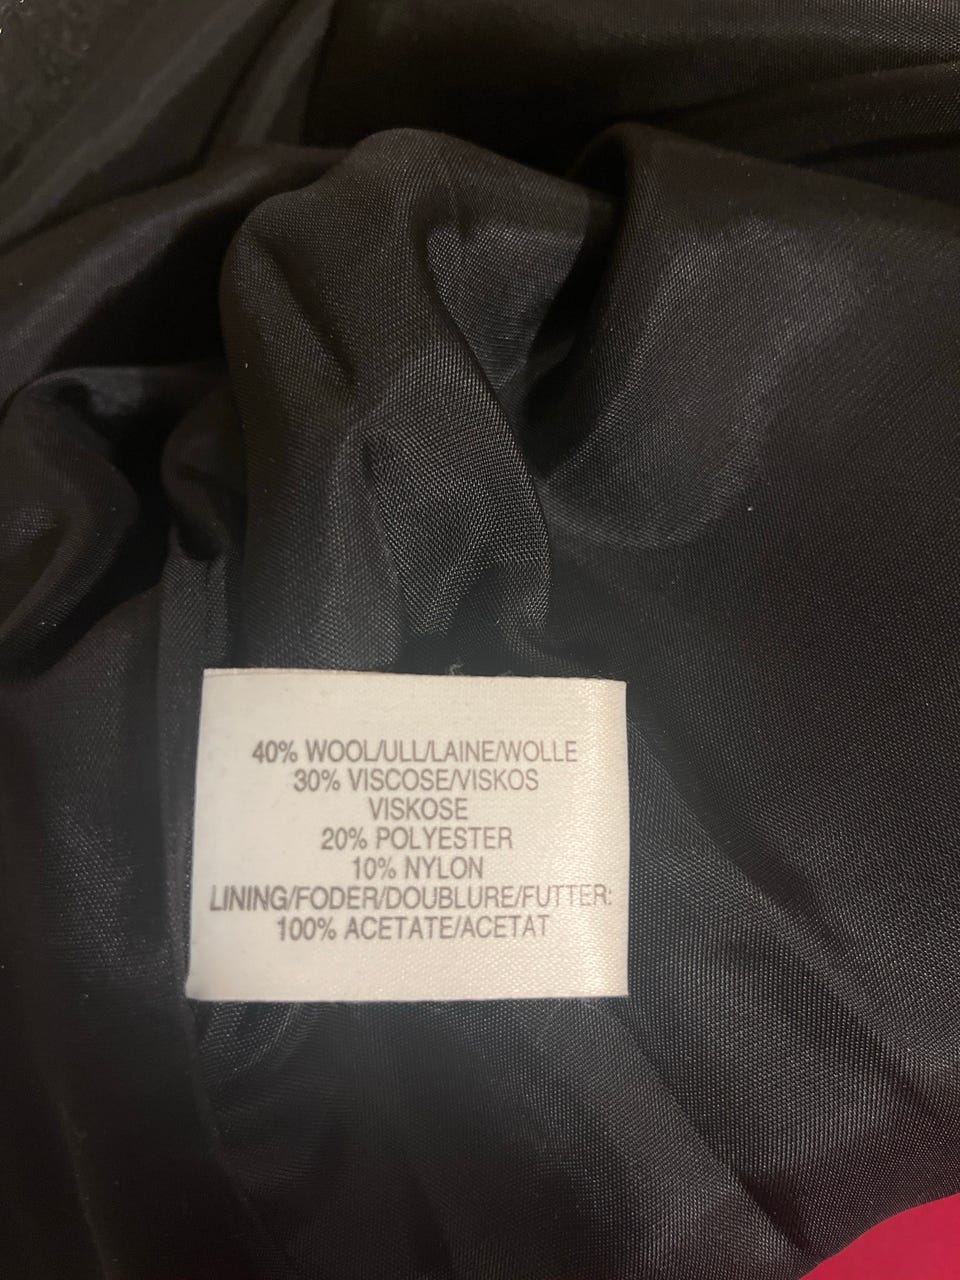 40% WOOL/ULL/LAINE/WOLLE
30% VISCOSE/VISKOS
VISKOSE
20% POLYESTER
10% NYLON
LINING/FODER/DOUBLURE/FUTTER:
100% ACETATE/ACETAT